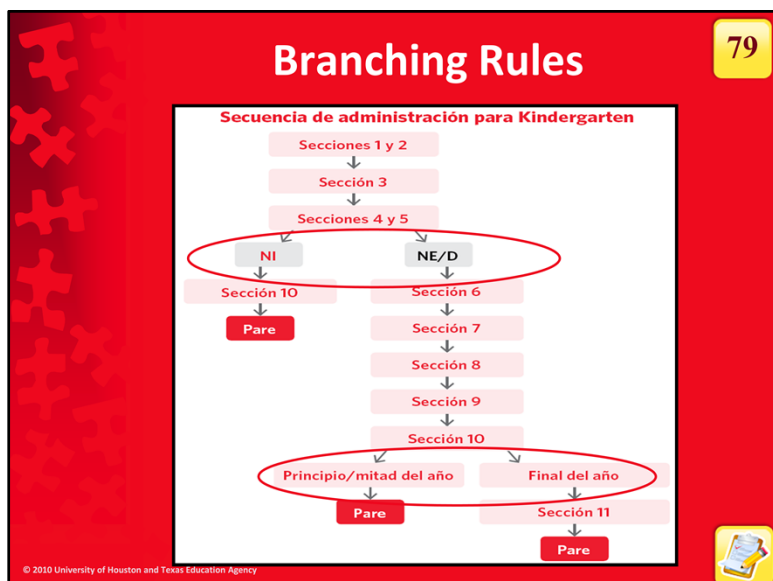 Branching Rules
79
Secuencia de administración para Kindergarten
Secciones 1 y 2
Sección 3
Secciones 4 y 5
NI NE/D
Sección 10 Sección 6
Pare Sección 7
Sección 8
Sección 9
Sección 10
Principio/mitad del año Final del año
Pare Sección 11
Pare
© 2010 University of Houston and Texas Education Agency